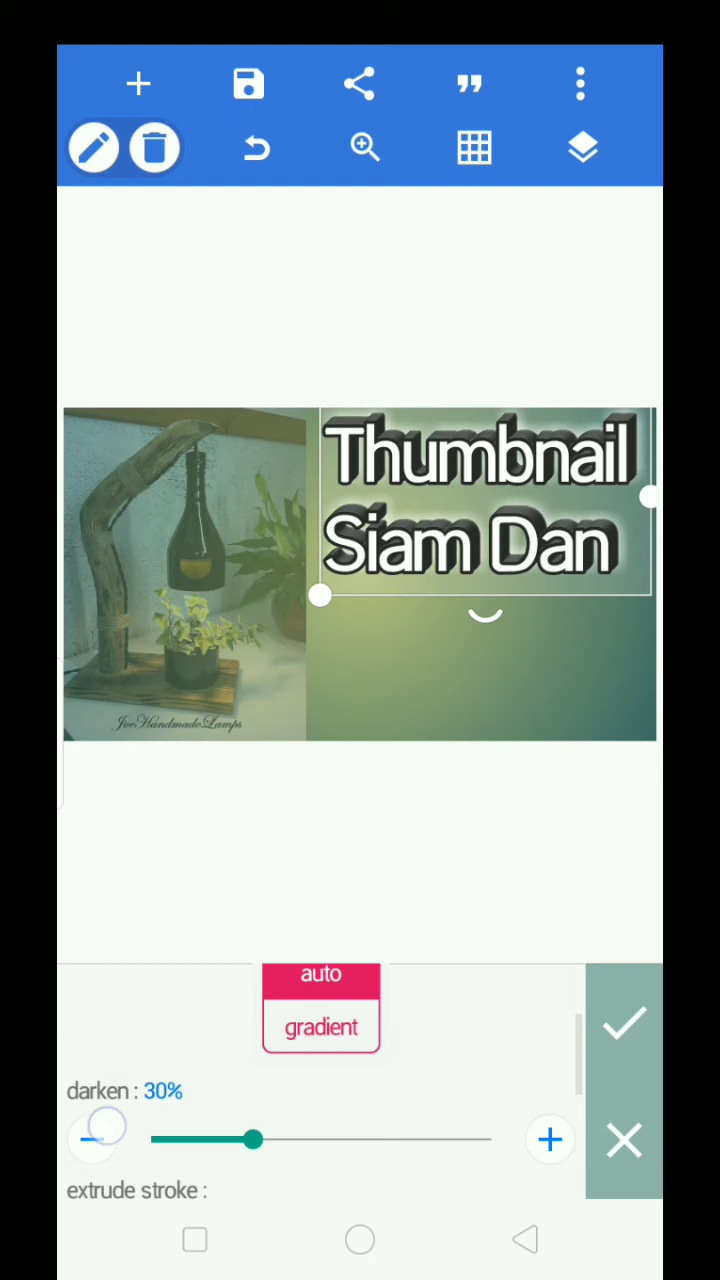 Thumbnail
Siam Dan
JoeHandmadeLamps
auto
gradient
darken : 30%
extrude stroke :